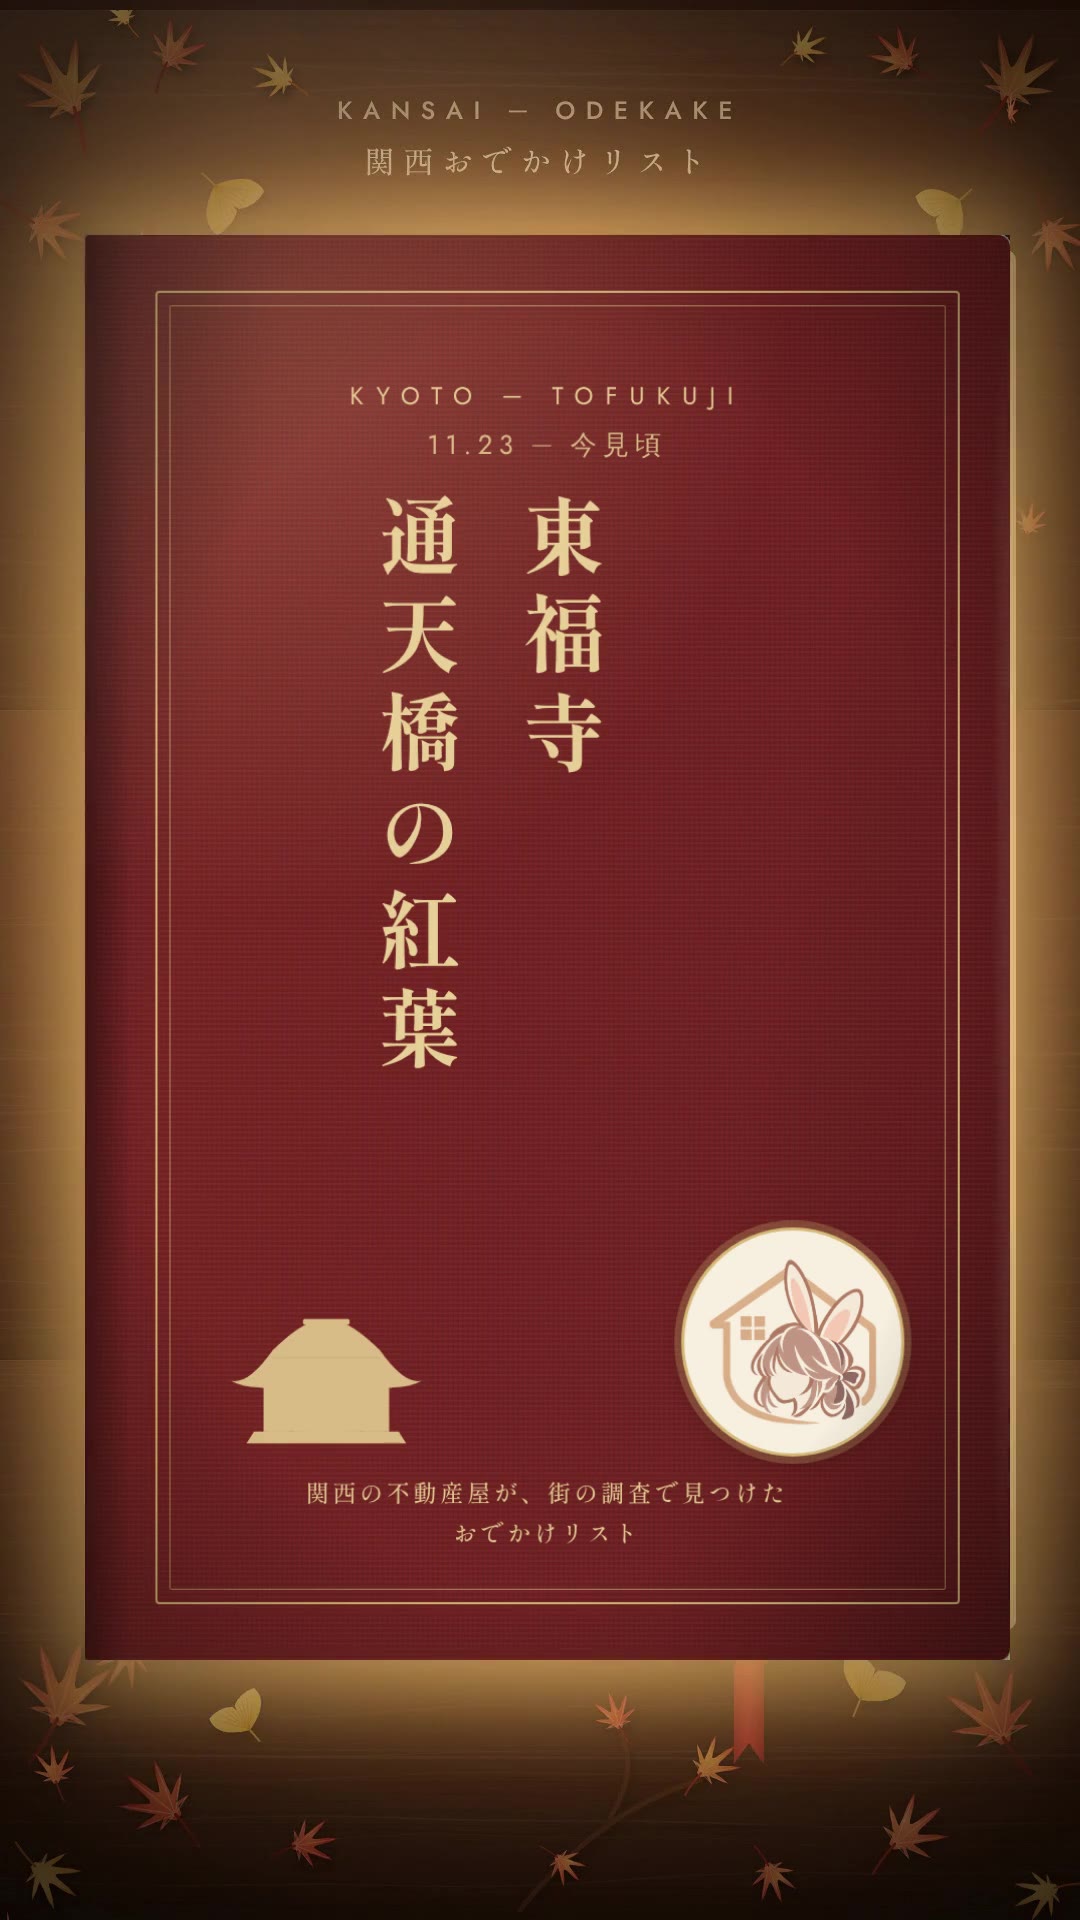 KANSAI — ODEKAKE
関西おでかけリスト
KYOTO — TOFUKUJI
11.23 — 今見頃
東福寺
通天橋の紅葉
関西の不動産屋が、街の調査で見つけた
おでかけリスト